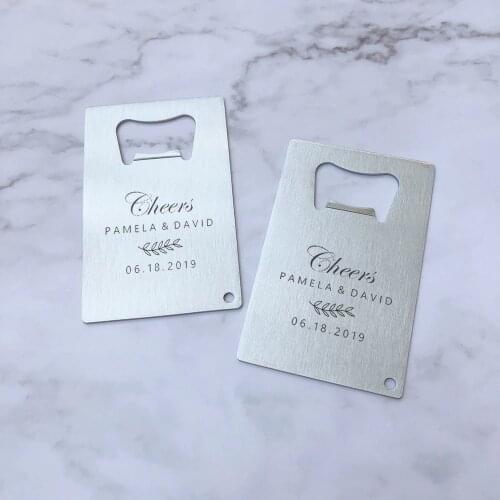 Cheers
PAMELA & DAVID
06.18.2019
Cheers
PAMELA & DAVID
06.18.2019